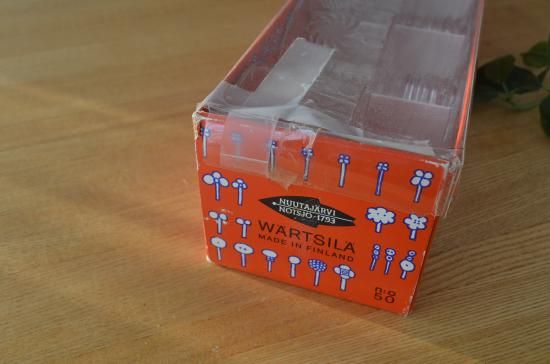 NUUTAJÄRVI
NOTSJÖ·1793
WÄRTSILÄ
MADE IN FINLAND
n:o
50